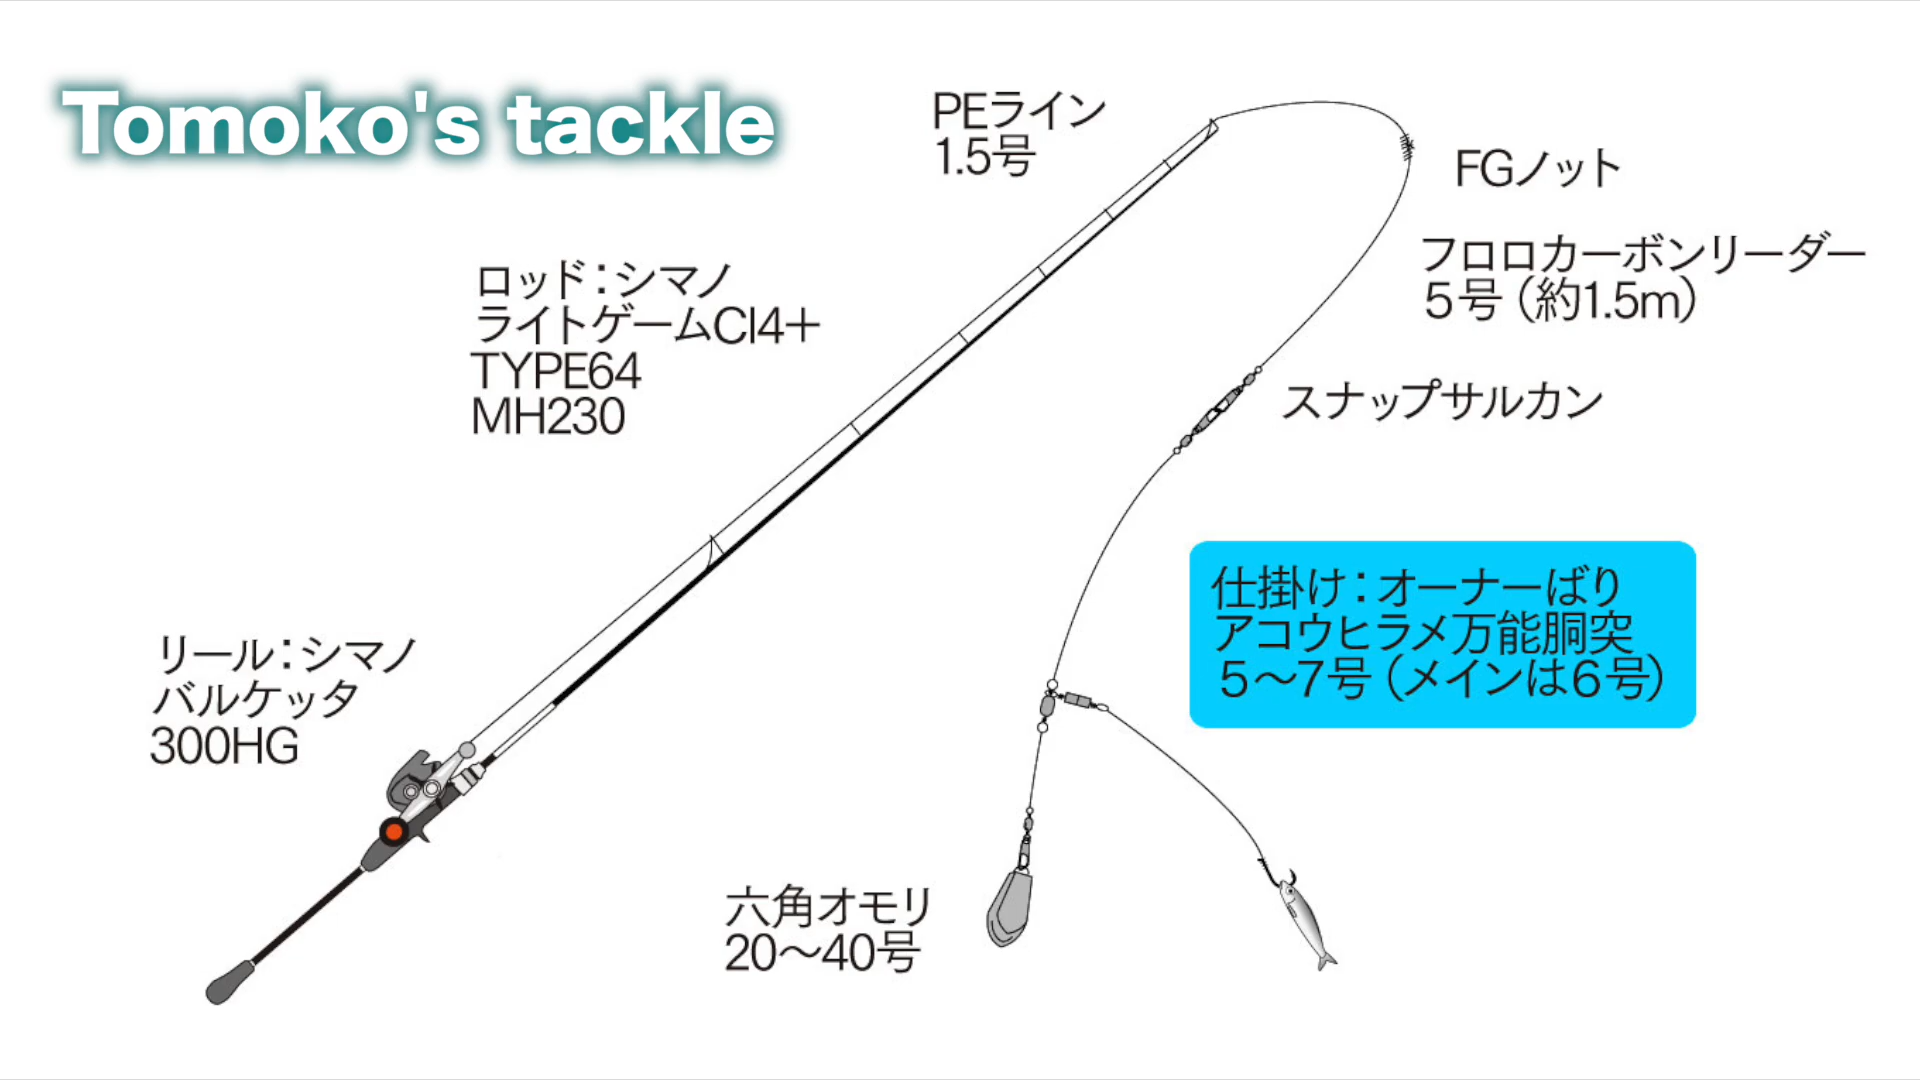 Tomoko's tackle
PEライン
1.5号
FGノット
フロロカーボンリーダー
5号（約1.5m）
ロッド：シマノ
ライトゲームCI4+
TYPE64
MH230
スナップサルカン
仕掛け：オーナーばり
アコウヒラメ万能胴突
5〜7号（メインは6号）
リール：シマノ
バルケッタ
300HG
六角オモリ
20〜40号